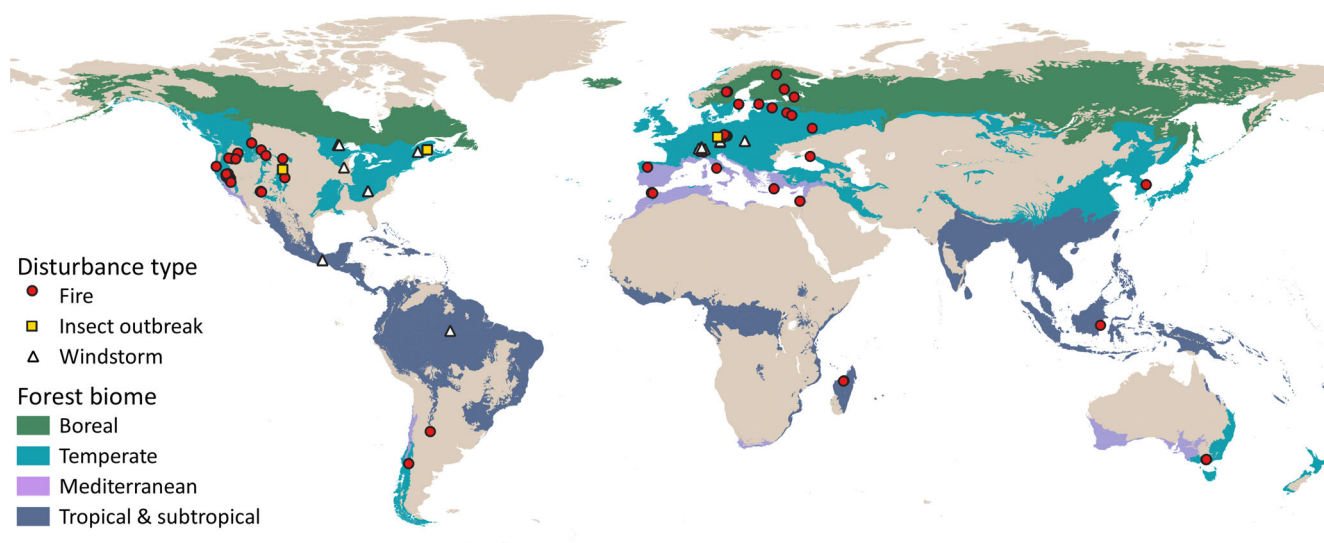 Disturbance type
Fire
Insect outbreak
Windstorm
Forest biome
Boreal
Temperate
Mediterranean
Tropical & subtropical